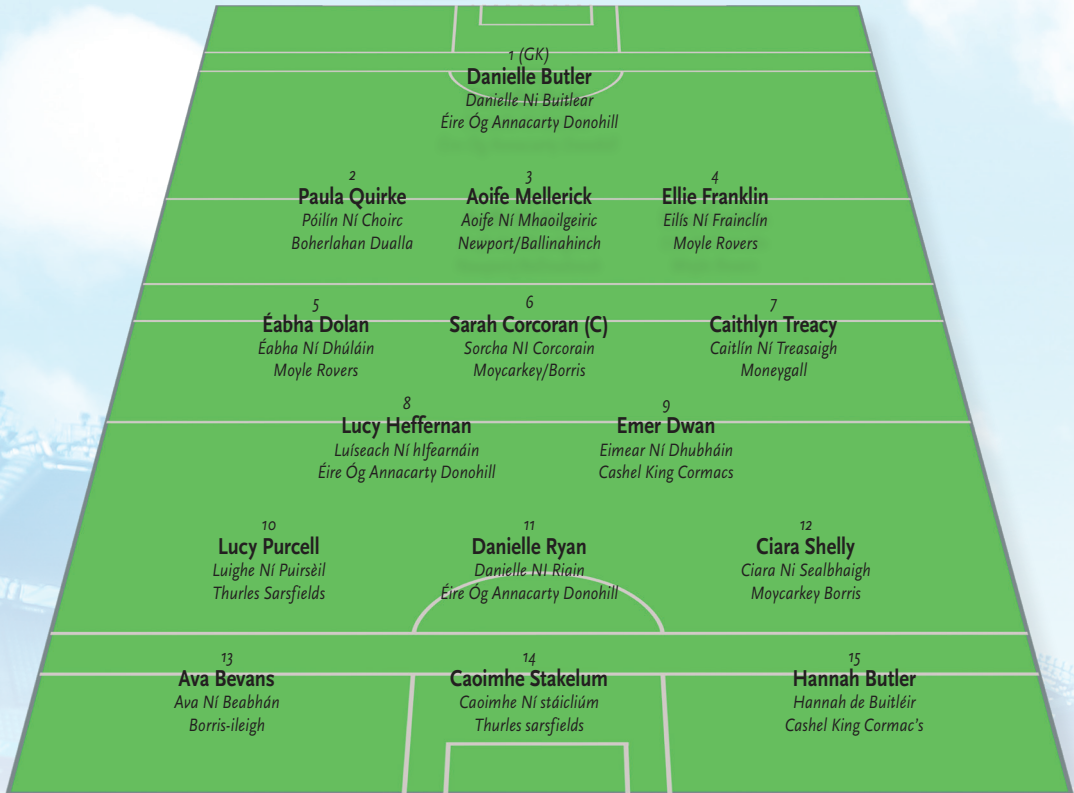 1 (GK)
Danielle Butler
Danielle Ni Buitlear
Éire Óg Annacarty Donohill
2
Paula Quirke
Póilín Ní Choirc
Boherlahan Dualla
3
Aoife Mellerick
Aoife Ní Mhaoilgeiric
Newport/Ballinahinch
4
Ellie Franklin
Eilís Ní Frainclín
Moyle Rovers
5
Éabha Dolan
Éabha Ní Dhúláin
Moyle Rovers
6
Sarah Corcoran (C)
Sorcha NI Corcorain
Moycarkey/Borris
7
Caithlyn Treacy
Caitlín Ní Treasaigh
Moneygall
8
Lucy Heffernan
Luíseach Ní hIfearnáin
Éire Óg Annacarty Donohill
9
Emer Dwan
Eimear Ní Dhubháin
Cashel King Cormacs
10
Lucy Purcell
Luighe Ní Puirsèil
Thurles Sarsfields
11
Danielle Ryan
Danielle NI Riain
Éire Óg Annacarty Donohill
12
Ciara Shelly
Ciara Ni Sealbhaigh
Moycarkey Borris
13
Ava Bevans
Ava Ní Beabhán
Borris-ileigh
14
Caoimhe Stakelum
Caoimhe Ní stáicliúm
Thurles sarsfields
15
Hannah Butler
Hannah de Buitléir
Cashel King Cormac's